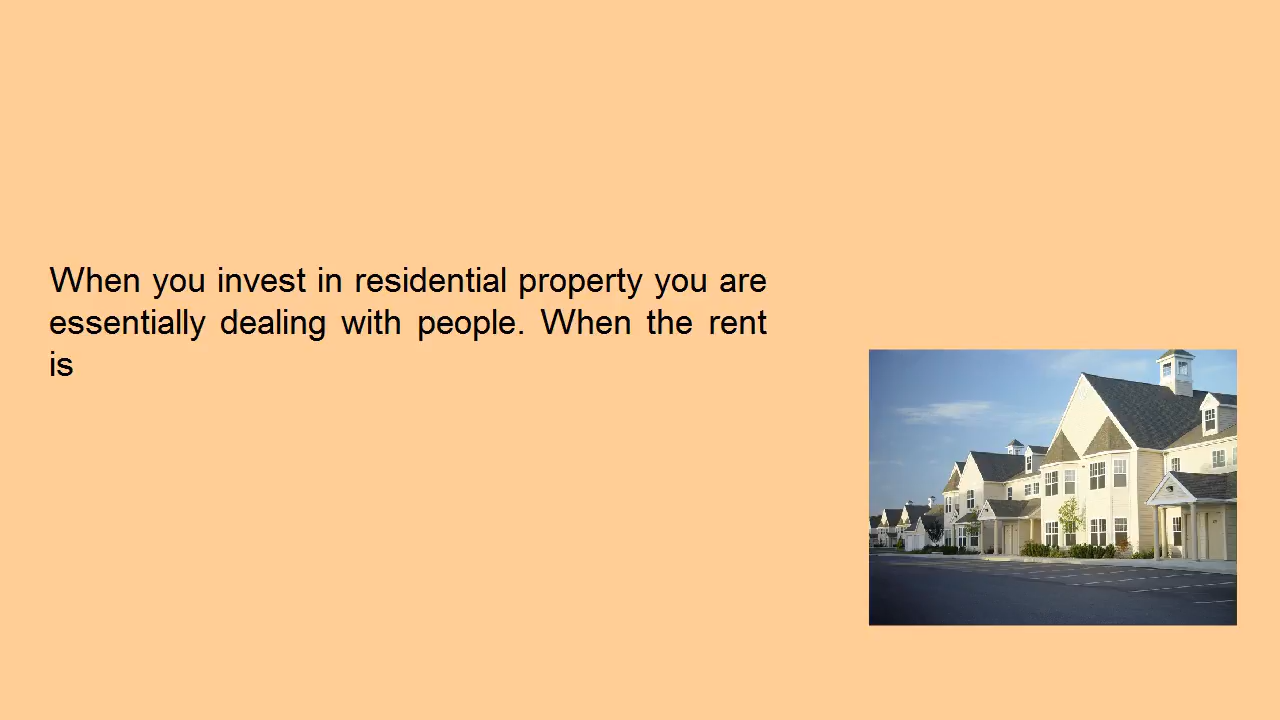 When you invest in residential property you are
essentially dealing with people. When the rent
is